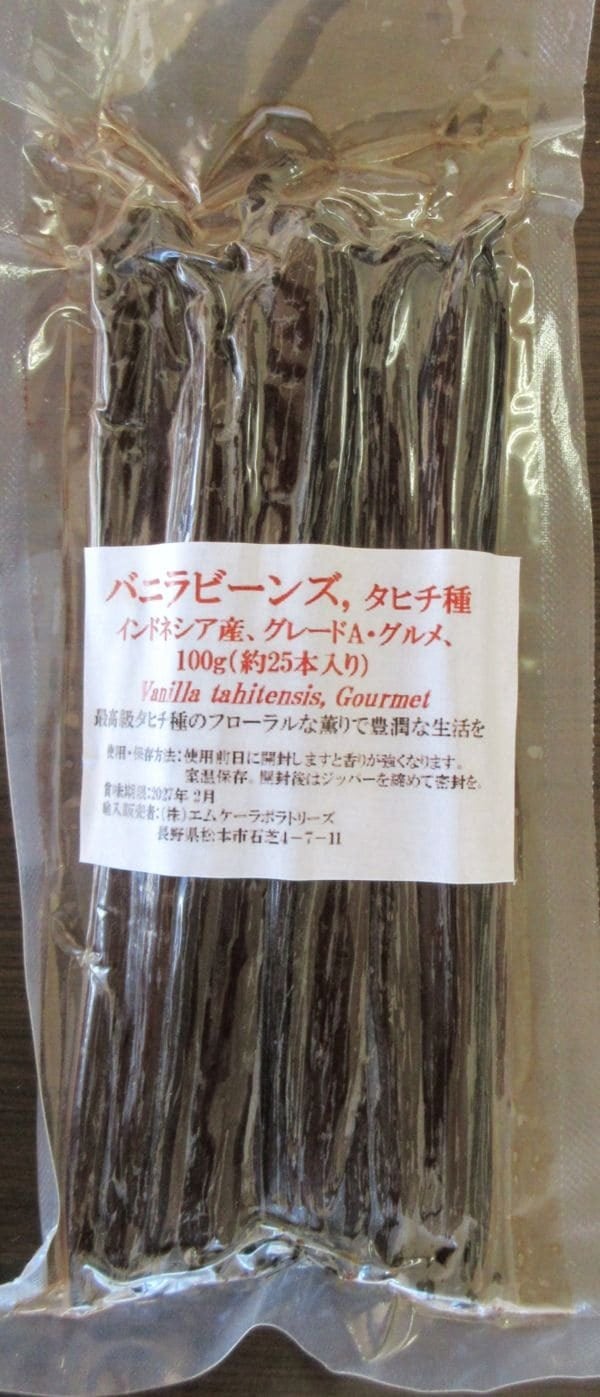 バニラビーンズ, タヒチ種
インドネシア産、グレードA・グルメ、
100g(約25本入り)
Vanilla tahitensis, Gourmet
最高級タヒチ種のフローラルな薫りで豊潤な生活を
使用・保存方法:使用前日に開封しますと香りが強くなります。
室温保存。開封後はジッパーを締めて密封を。
賞味期限:2027年 2月
輸入販売者:(株)エムケーラボラトリーズ
長野県松本市石芝4-7-11